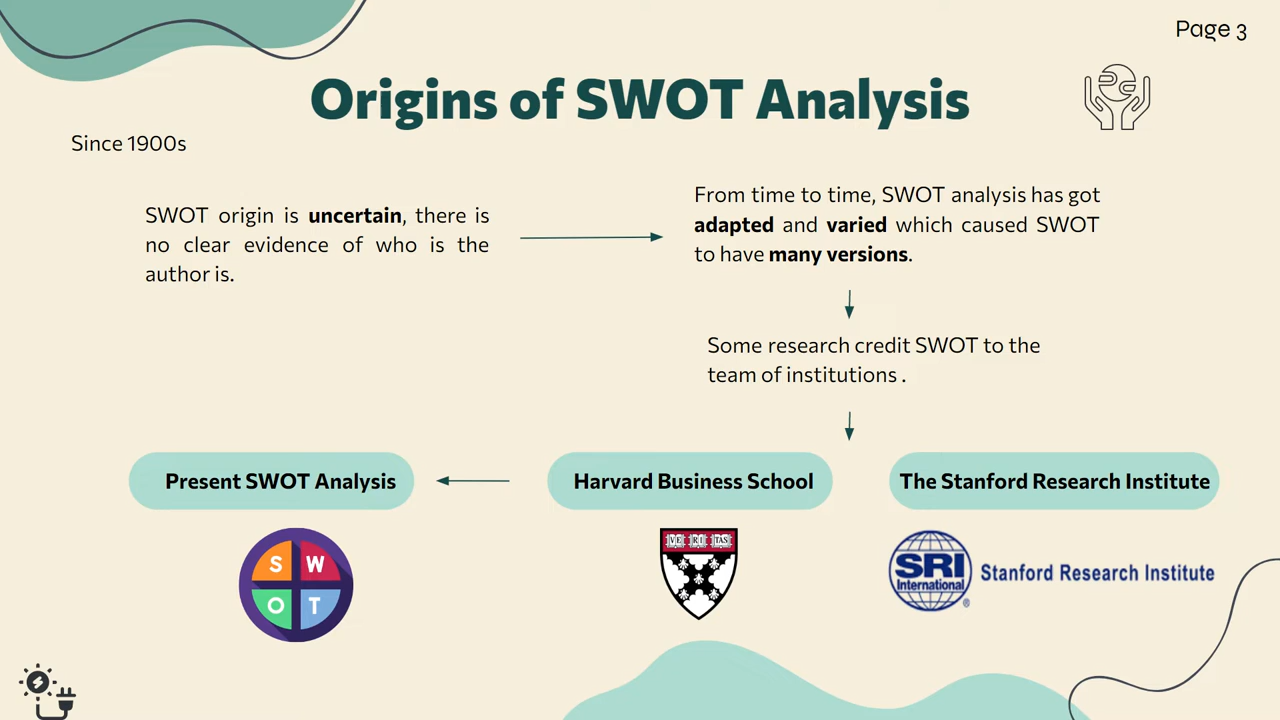 Page 3
Origins of SWOT Analysis
Since 1900s
SWOT origin is uncertain, there is
no clear evidence of who is the
author is.
From time to time, SWOT analysis has got
adapted and varied which caused SWOT
to have many versions.
Some research credit SWOT to the
team of institutions .
Present SWOT Analysis
Harvard Business School
The Stanford Research Institute
S W
O T
VE RI TAS
SRI
International
®
Stanford Research Institute